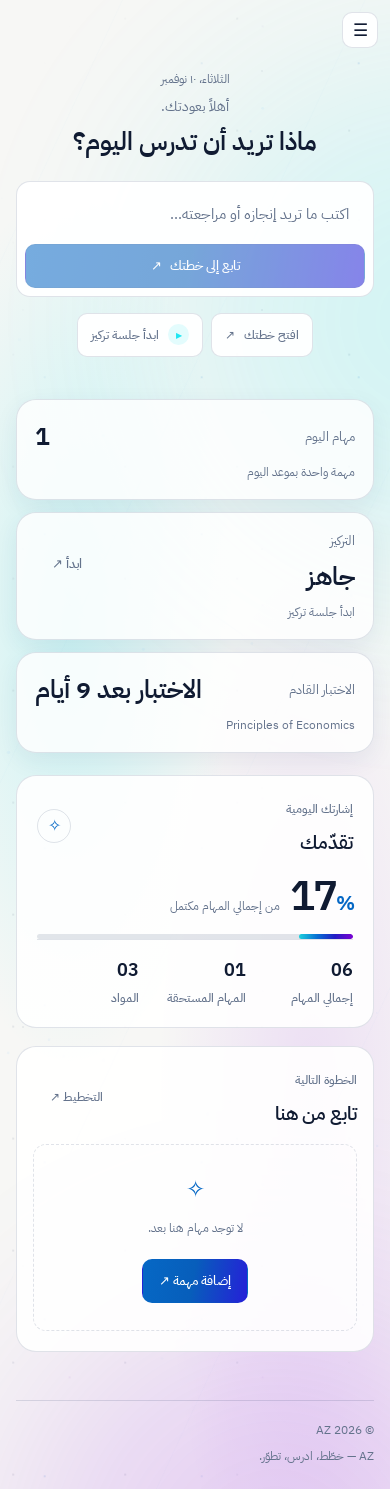 ☰
الثلاثاء، ١٠ نوفمبر
أهلاً بعودتك.
ماذا تريد أن تدرس اليوم؟
اكتب ما تريد إنجازه أو مراجعته...
تابع إلى خطتك ↗
افتح خطتك ↗
ابدأ جلسة تركيز
مهام اليوم
1
مهمة واحدة بموعد اليوم
التركيز
جاهز
ابدأ ↗
ابدأ جلسة تركيز
الاختبار القادم
الاختبار بعد 9 أيام
Principles of Economics
إشارتك اليومية
تقدّمك
17%
من إجمالي المهام مكتمل
06
إجمالي المهام
01
المهام المستحقة
03
المواد
الخطوة التالية
تابع من هنا
التخطيط ↗
لا توجد مهام هنا بعد.
إضافة مهمة ↗
© 2026 AZ
AZ — خطّط، ادرس، تطوّر.